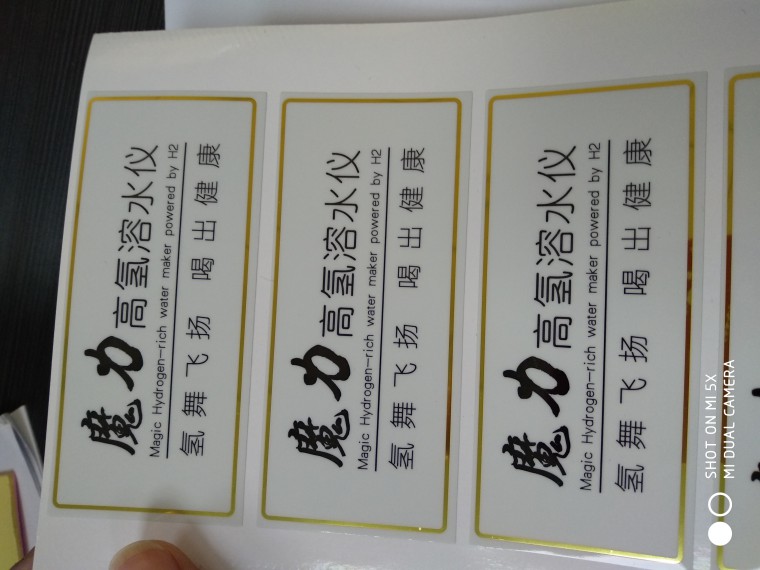 魔力高氢溶水仪
Magic Hydrogen-rich water maker powered by H2
氢舞飞扬 喝出健康
魔力高氢溶水仪
Magic Hydrogen-rich water maker powered by H2
氢舞飞扬 喝出健康
魔力高氢溶水仪
Magic Hydrogen-rich water maker powered by H2
氢舞飞扬 喝出健康
SHOT ON MI 5X
MI DUAL CAMERA